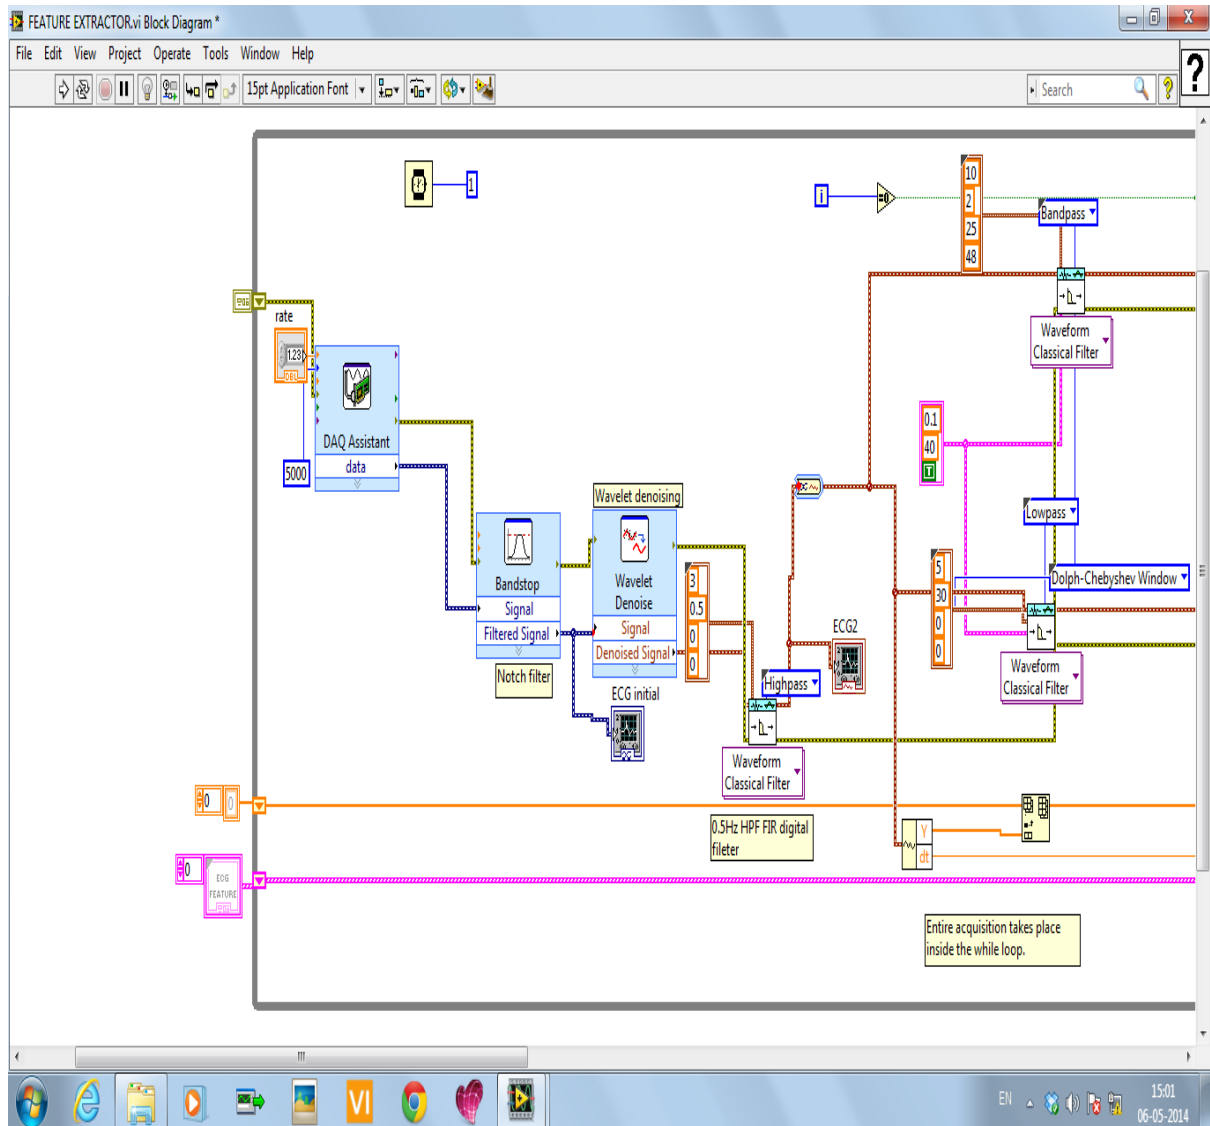 FEATURE EXTRACTOR.vi Block Diagram *
File Edit View Project Operate Tools Window Help
15pt Application Font
Search
?
1
i
=0
10
2
25
48
Bandpass
Waveform
Classical Filter
rate
1.23
DBL
DAQ Assistant
data
5000
0.1
40
T
Wavelet denoising
Bandstop
Signal
Filtered Signal
Notch filter
Wavelet
Denoise
Signal
Denoised Signal
ECG initial
3
0.5
0
0
Highpass
ECG2
Waveform
Classical Filter
0.5Hz HPF FIR digital
fileter
Lowpass
Dolph-Chebyshev Window
5
30
0
0
Waveform
Classical Filter
0
0
0
ECG
FEATURE
Y
dt
Entire acquisition takes place
inside the while loop.
VI
EN
15:01
06-05-2014